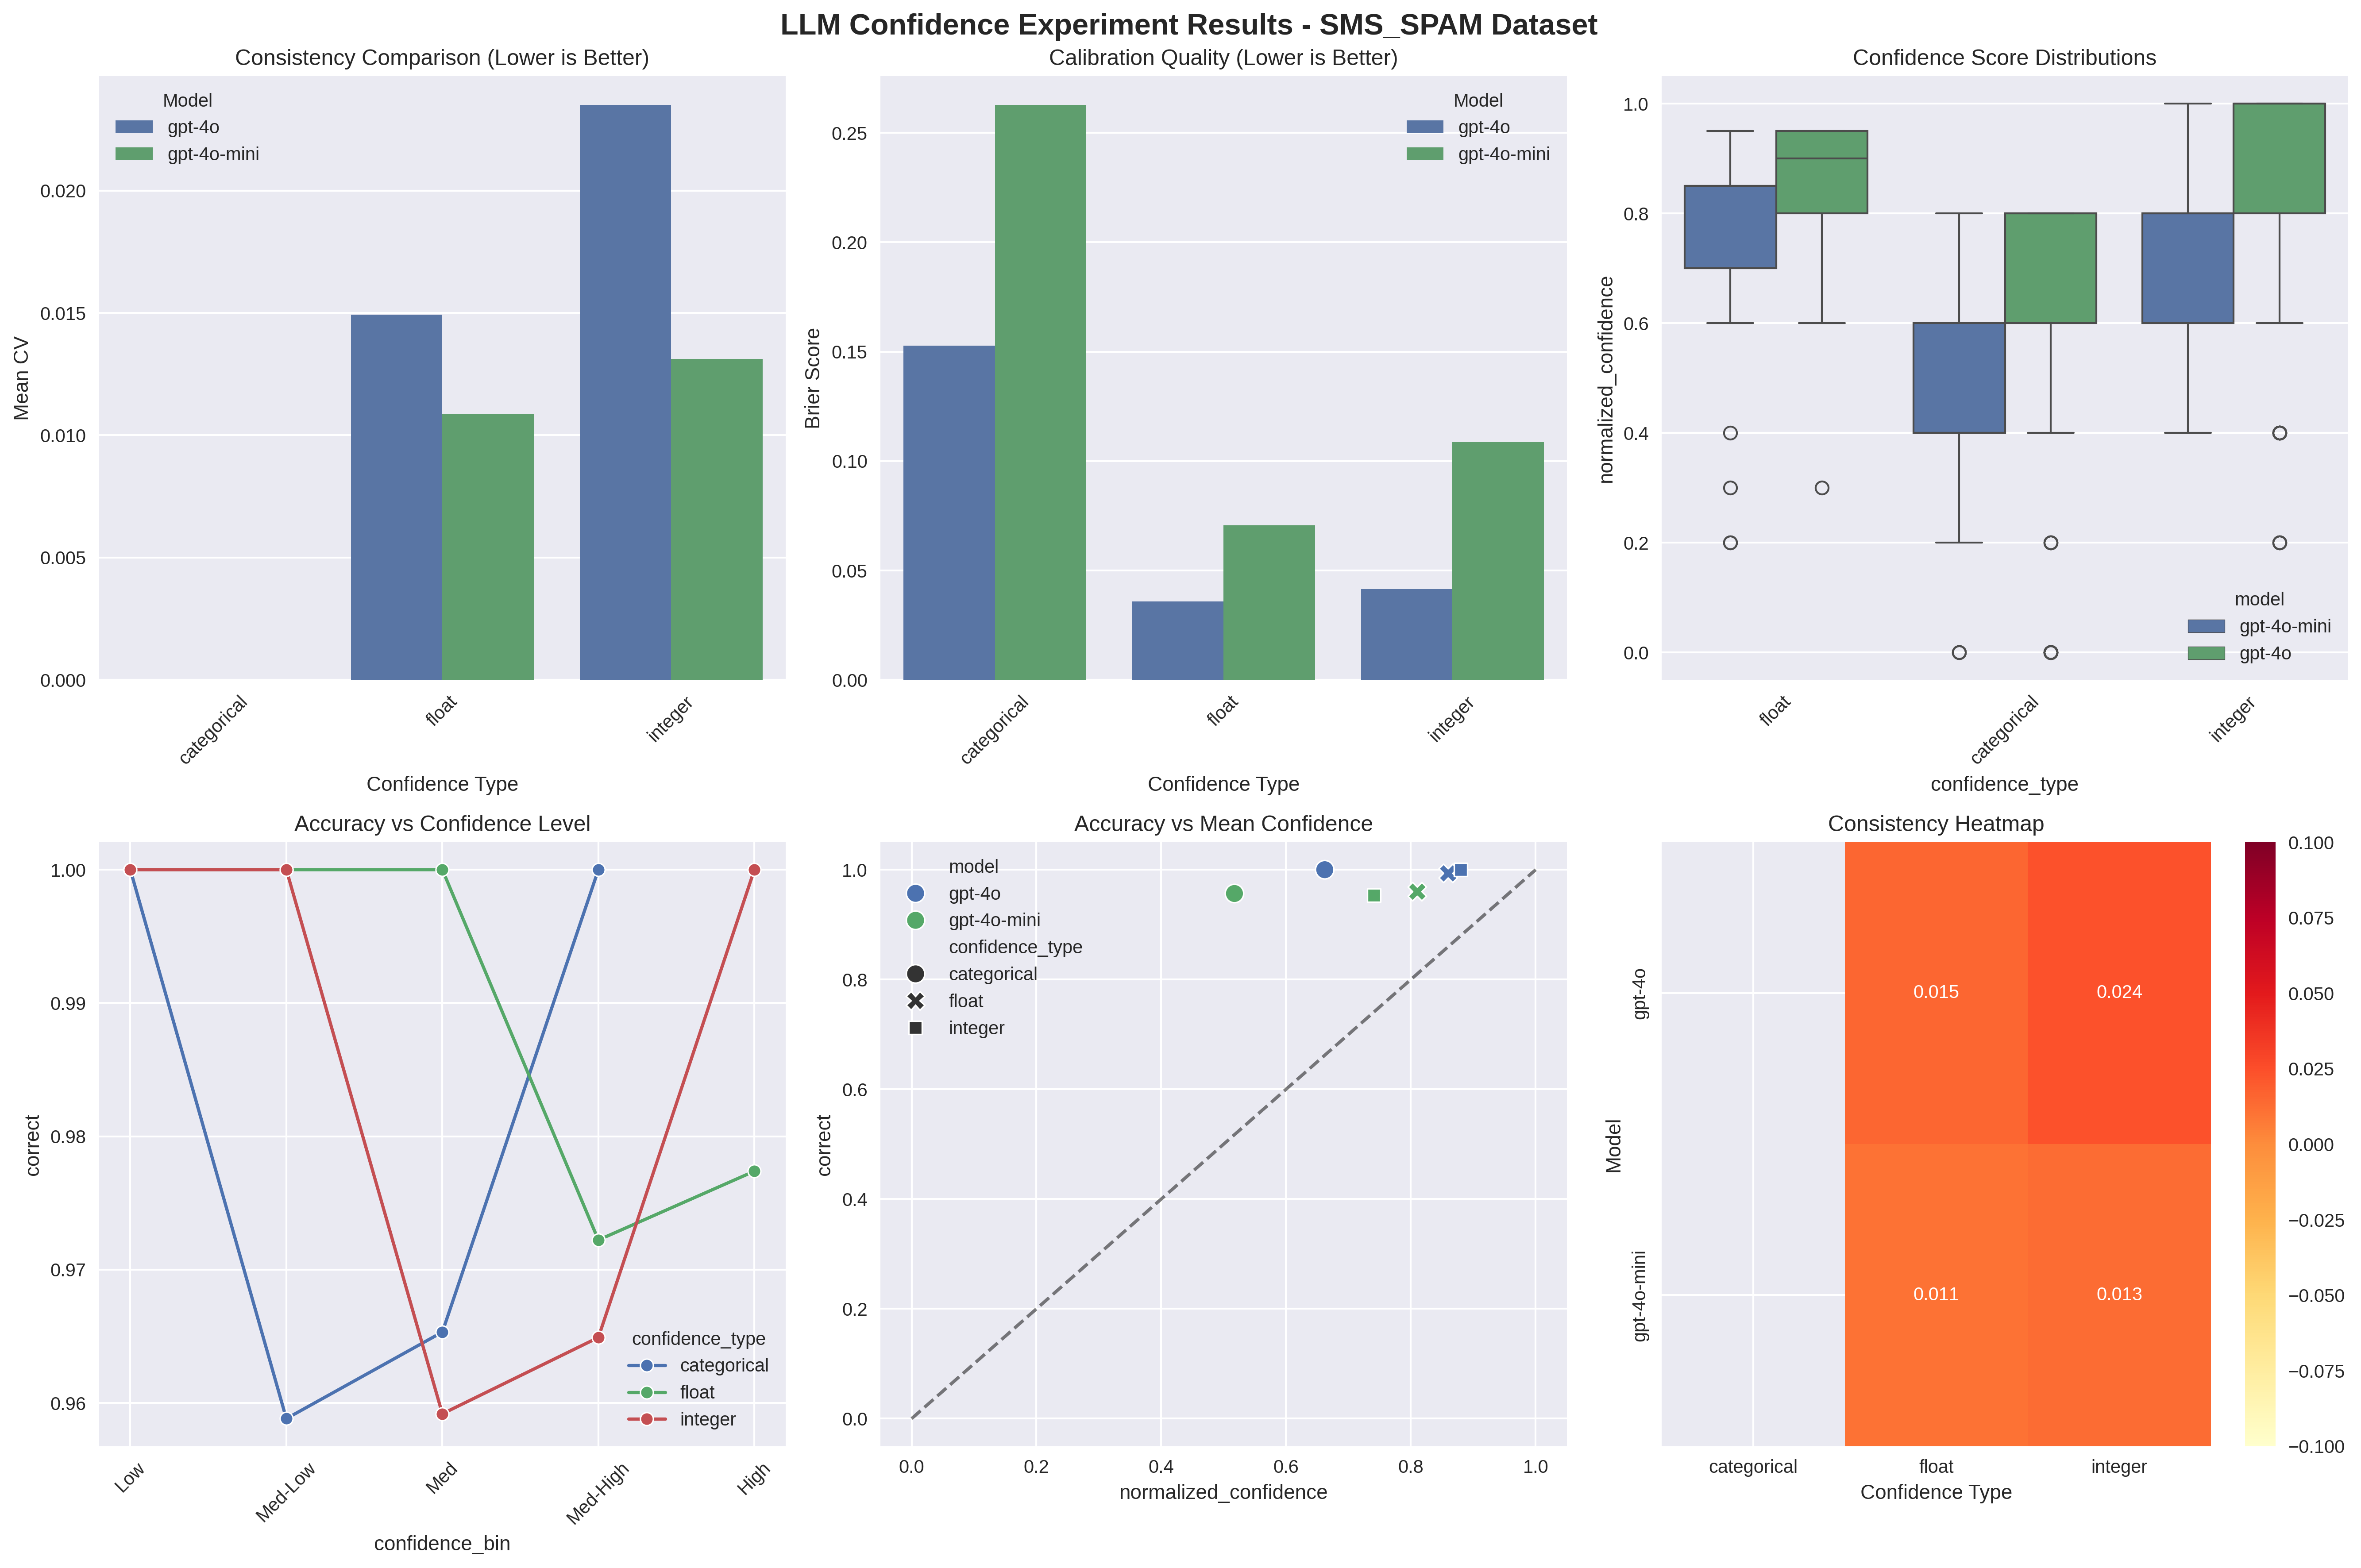 LLM Confidence Experiment Results - SMS_SPAM Dataset
Consistency Comparison (Lower is Better)
Model
gpt-4o
gpt-4o-mini
0.020
0.015
0.010
0.005
0.000
Mean CV
categorical
float
integer
Confidence Type
Calibration Quality (Lower is Better)
Model
gpt-4o
gpt-4o-mini
0.25
0.20
0.15
0.10
0.05
0.00
Brier Score
categorical
float
integer
Confidence Type
Confidence Score Distributions
1.0
0.8
0.6
0.4
0.2
0.0
normalized_confidence
model
gpt-4o-mini
gpt-4o
float
categorical
integer
confidence_type
Accuracy vs Confidence Level
1.00
0.99
0.98
0.97
0.96
correct
confidence_type
categorical
float
integer
Low
Med-Low
Med
Med-High
High
confidence_bin
Accuracy vs Mean Confidence
model
gpt-4o
gpt-4o-mini
confidence_type
categorical
float
integer
1.0
0.8
0.6
0.4
0.2
0.0
correct
0.0
0.2
0.4
0.6
0.8
1.0
normalized_confidence
Consistency Heatmap
gpt-4o
gpt-4o-mini
Model
0.015
0.024
0.011
0.013
categorical
float
integer
Confidence Type
0.100
0.075
0.050
0.025
0.000
−0.025
−0.050
−0.075
−0.100